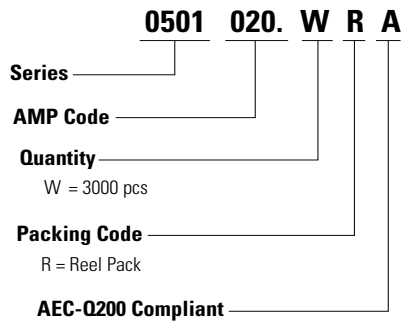 0501 020. W R A
Series
AMP Code
Quantity
W = 3000 pcs
Packing Code
R = Reel Pack
AEC-Q200 Compliant